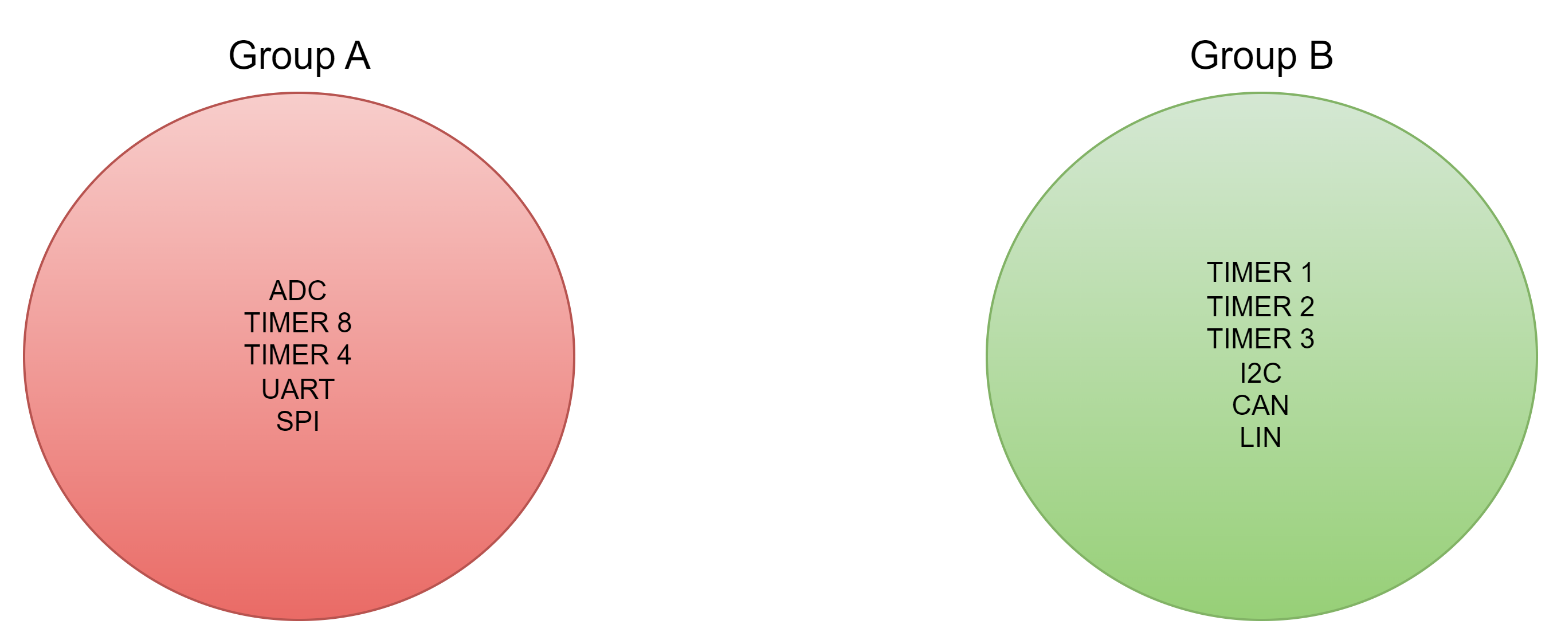 Group A
ADC
TIMER 8
TIMER 4
UART
SPI
Group B
TIMER 1
TIMER 2
TIMER 3
I2C
CAN
LIN